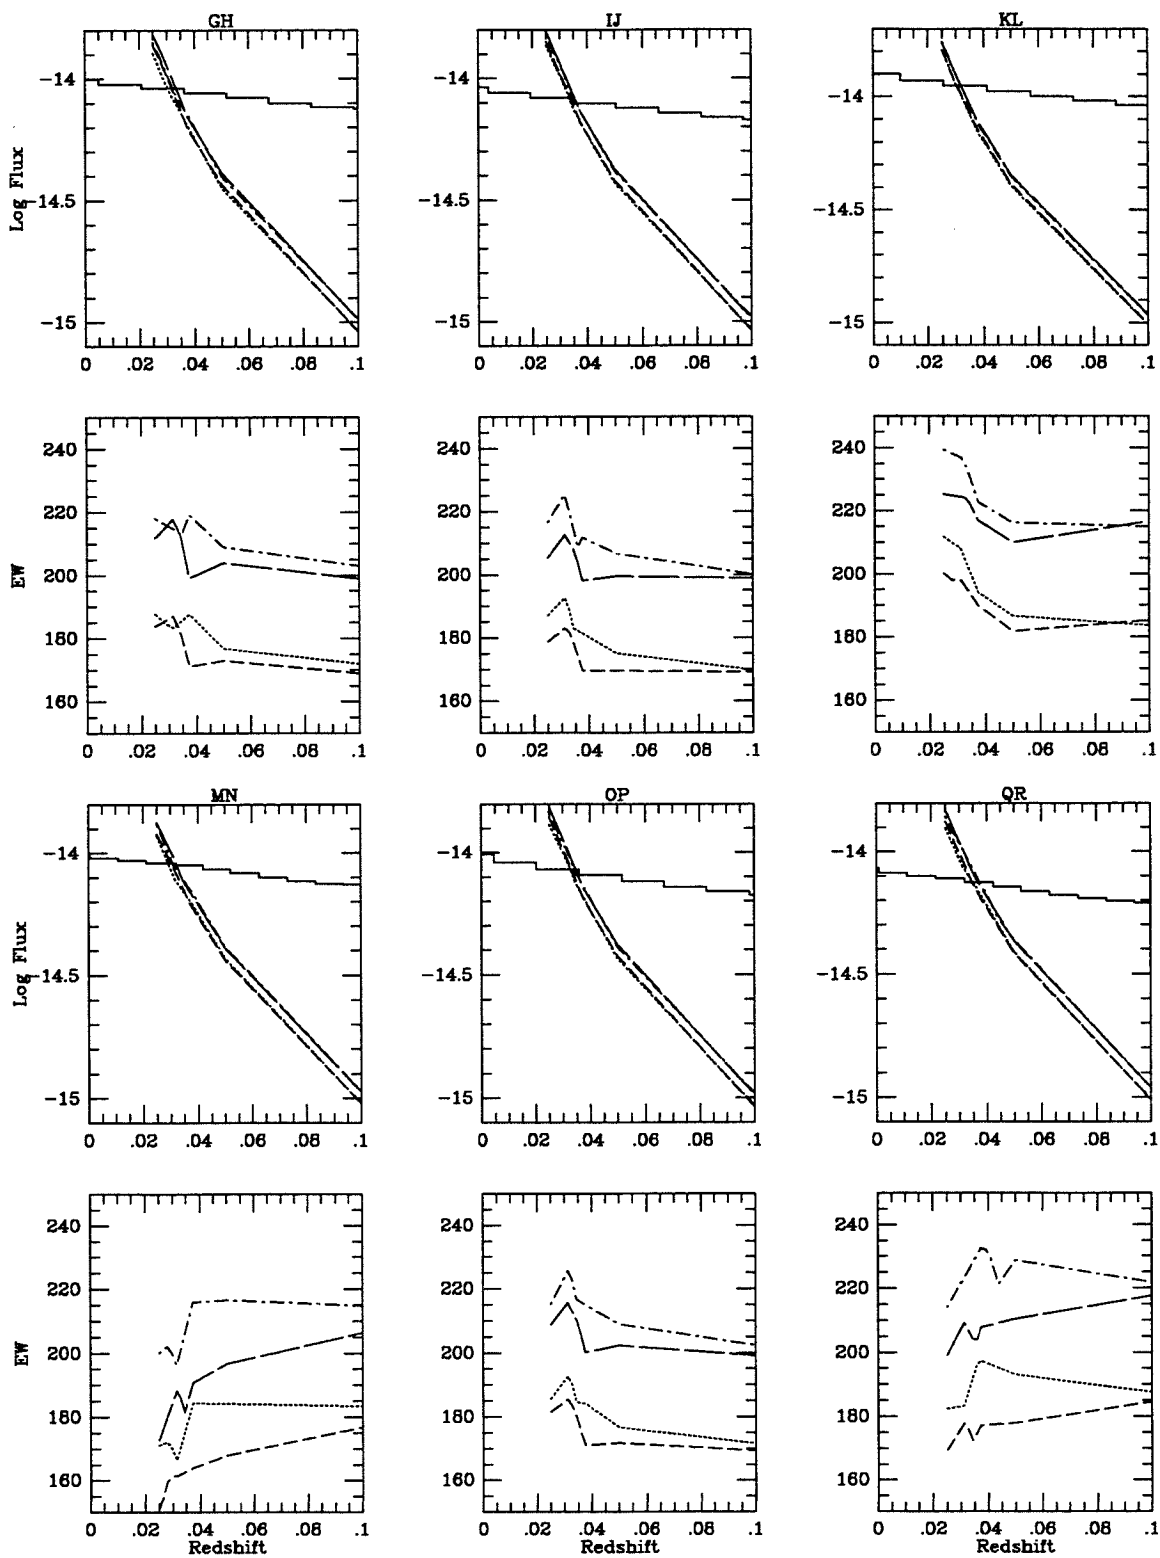 GH IJ KL
-14 -14 -14
Log Flux
-14.5 -14.5 -14.5
-15 -15 -15
0 .02 .04 .06 .08 .1 0 .02 .04 .06 .08 .1 0 .02 .04 .06 .08 .1
240 240 240
220 220 220
EW
200 200 200
180 180 180
160 160 160
0 .02 .04 .06 .08 .1 0 .02 .04 .06 .08 .1 0 .02 .04 .06 .08 .1
MN OP QR
-14 -14 -14
Log Flux
-14.5 -14.5 -14.5
-15 -15 -15
0 .02 .04 .06 .08 .1 0 .02 .04 .06 .08 .1 0 .02 .04 .06 .08 .1
240 240 240
220 220 220
EW
200 200 200
180 180 180
160 160 160
0 .02 .04 .06 .08 .1 0 .02 .04 .06 .08 .1 0 .02 .04 .06 .08 .1
Redshift Redshift Redshift